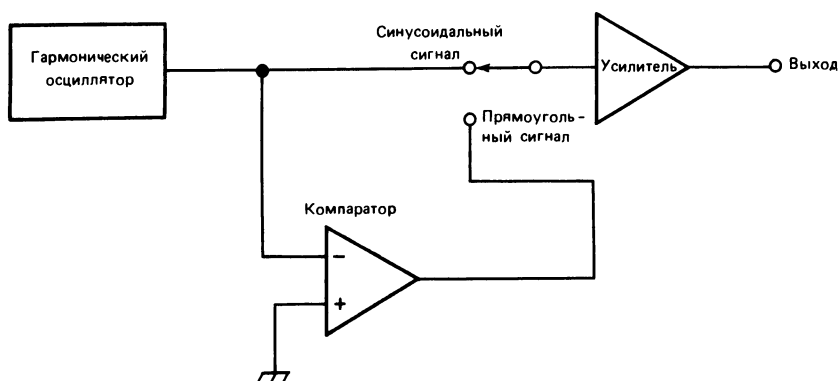 Гармонический
осциллятор
Синусоидальный
сигнал
Усилитель
Выход
Прямоуголь-
ный сигнал
Компаратор
−
+